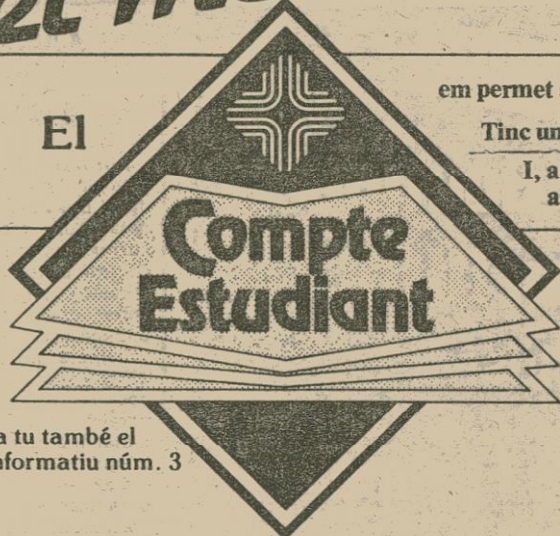 El
em permet
Tinc un
I, a
a
Compte
Estudiant
a tu també el
nformatiu núm. 3